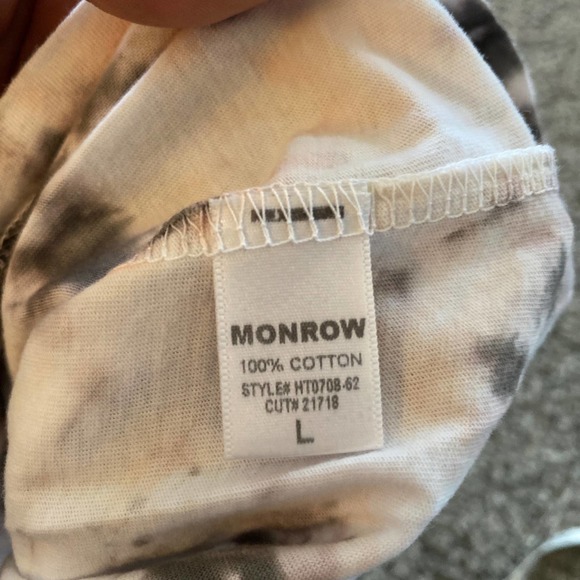 MONROW
100% COTTON
STYLE# HT0708-62
CUT# 21718
L